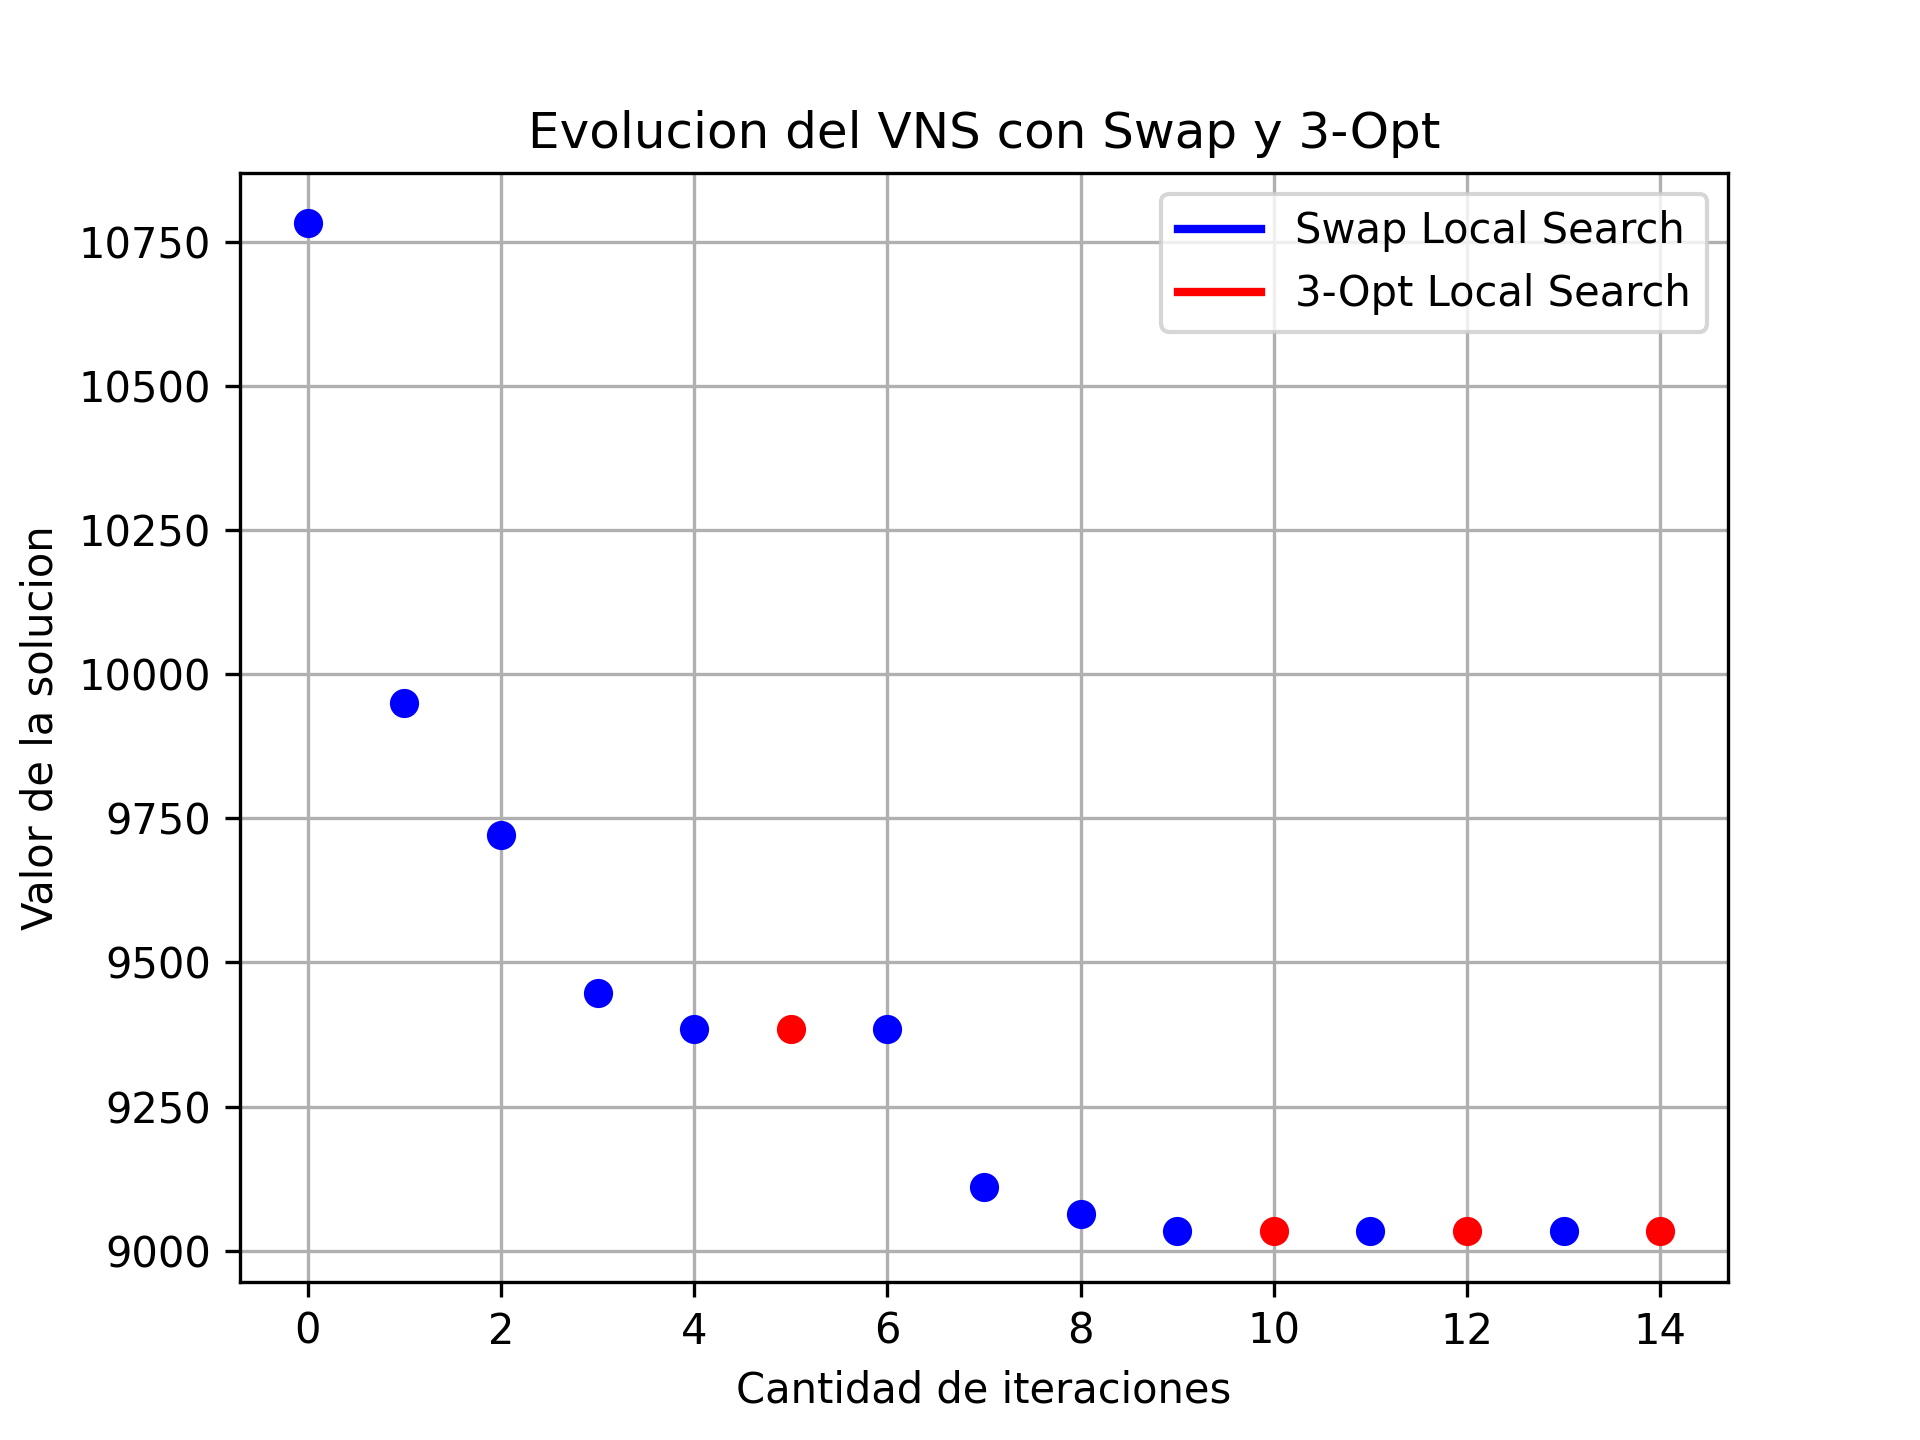 Evolucion del VNS con Swap y 3-Opt
Swap Local Search
3-Opt Local Search
Valor de la solucion
10750
10500
10250
10000
9750
9500
9250
9000
0 2 4 6 8 10 12 14
Cantidad de iteraciones